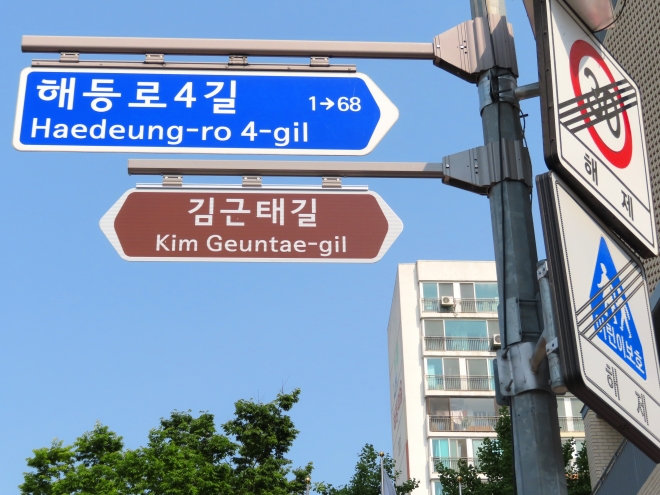 해등로4길 1→68
Haedeung-ro 4-gil
김근태길
Kim Geuntae-gil
30
해 제
어린이보호
해 제